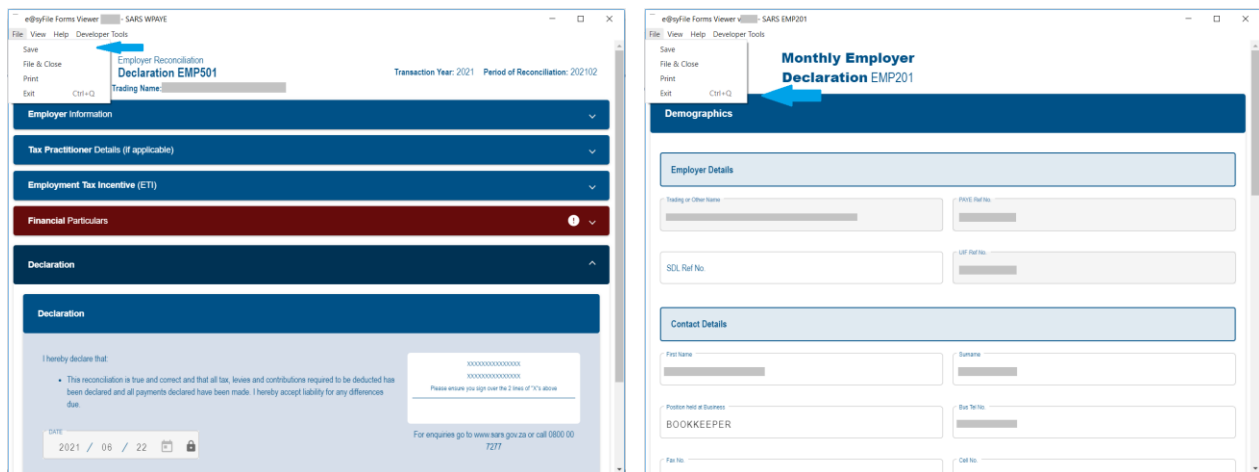 e@syFile Forms Viewer - SARS WPAYE
File View Help Developer Tools
Save
File & Close
Print
Exit Ctrl+Q
Employer Reconciliation
Declaration EMP501
Transaction Year: 2021 Period of Reconciliation: 202102
Trading Name:
Employer Information
Tax Practitioner Details (if applicable)
Employment Tax Incentive (ETI)
Financial Particulars
Declaration
Declaration
I hereby declare that:
• This reconciliation is true and correct and that all tax, levies and contributions required to be deducted has
been declared and all payments declared have been made. I hereby accept liability for any differences
due.
XXXXXXXXXXXXXXX
XXXXXXXXXXXXXXX
Please ensure you sign over the 2 lines of "X"s above
DATE
2021 / 06 / 22
For enquiries go to www.sars.gov.za or call 0800 00
7277
e@syFile Forms Viewer v - SARS EMP201
File View Help Developer Tools
Save
File & Close
Print
Exit Ctrl+Q
Monthly Employer
Declaration EMP201
Demographics
Employer Details
Trading or Other Name
PAYE Ref No.
SDL Ref No.
UIF Ref No.
Contact Details
First Name
Surname
Position held at Business
BOOKKEEPER
Bus Tel No.
Fax No.
Cell No.